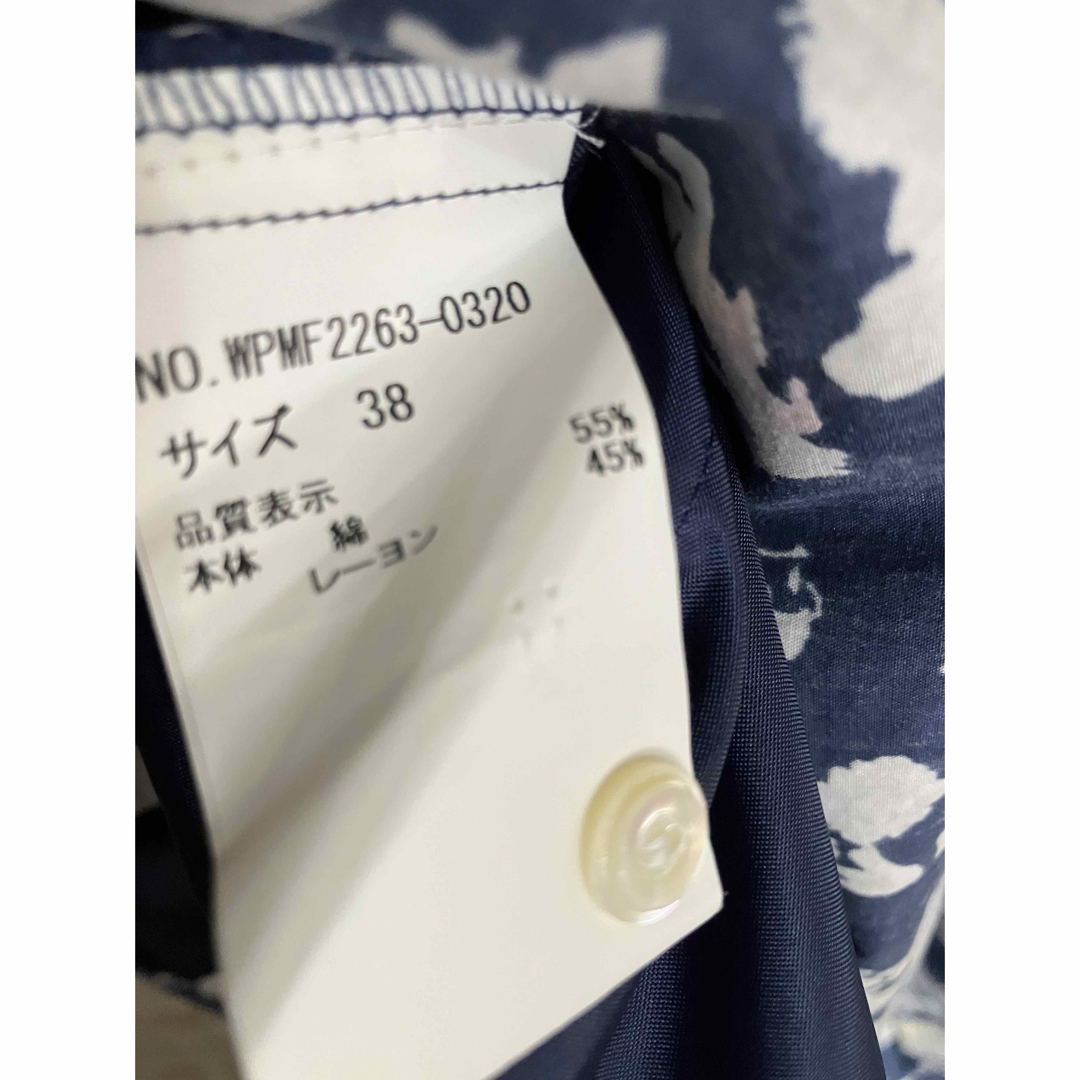 NO.WPMF2263-0320
サイズ 38
品質表示
本体 綿 55%
レーヨン 45%